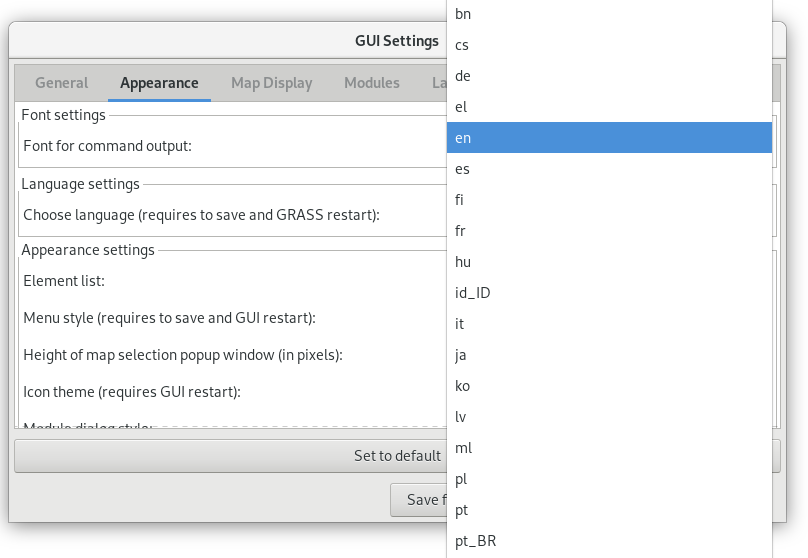 GUI Settings
General Appearance Map Display Modules La
Font settings
Font for command output:
Language settings
Choose language (requires to save and GRASS restart):
Appearance settings
Element list:
Menu style (requires to save and GUI restart):
Height of map selection popup window (in pixels):
Icon theme (requires GUI restart):
Module dialog style:
Set to default
Save f
bn
cs
de
el
en
es
fi
fr
hu
id_ID
it
ja
ko
lv
ml
pl
pt
pt_BR